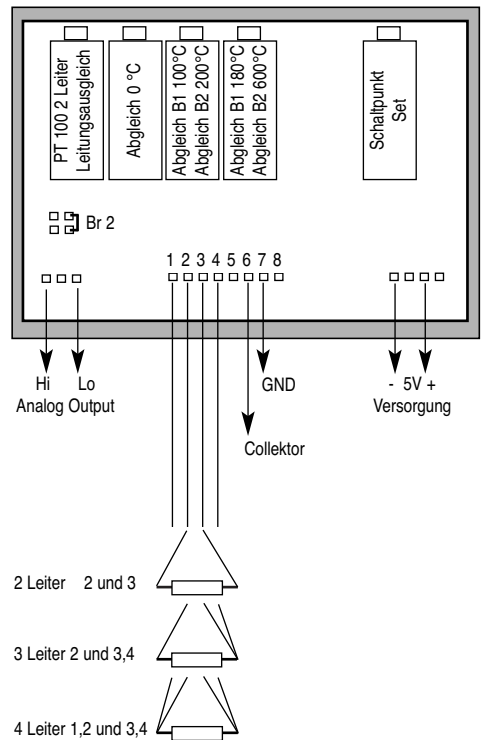 PT 100 2 Leiter
Leitungsausgleich
Abgleich 0 °C
Abgleich B1 100°C
Abgleich B2 200°C
Abgleich B1 180°C
Abgleich B2 600°C
Schaltpunkt
Set
Br 2
1 2 3 4 5 6 7 8
Hi Lo
Analog Output
GND
- 5V +
Versorgung
Collektor
2 Leiter 2 und 3
3 Leiter 2 und 3,4
4 Leiter 1,2 und 3,4